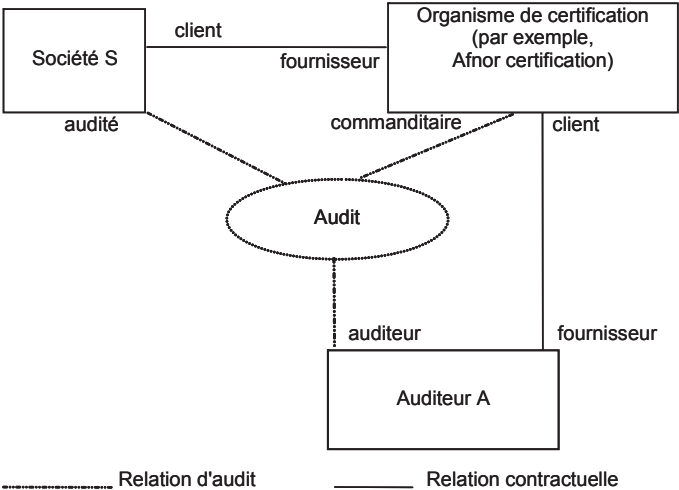 Société S
client
fournisseur
Organisme de certification
(par exemple,
Afnor certification)
audité
commanditaire
client
Audit
auditeur
fournisseur
Auditeur A
Relation d'audit
Relation contractuelle